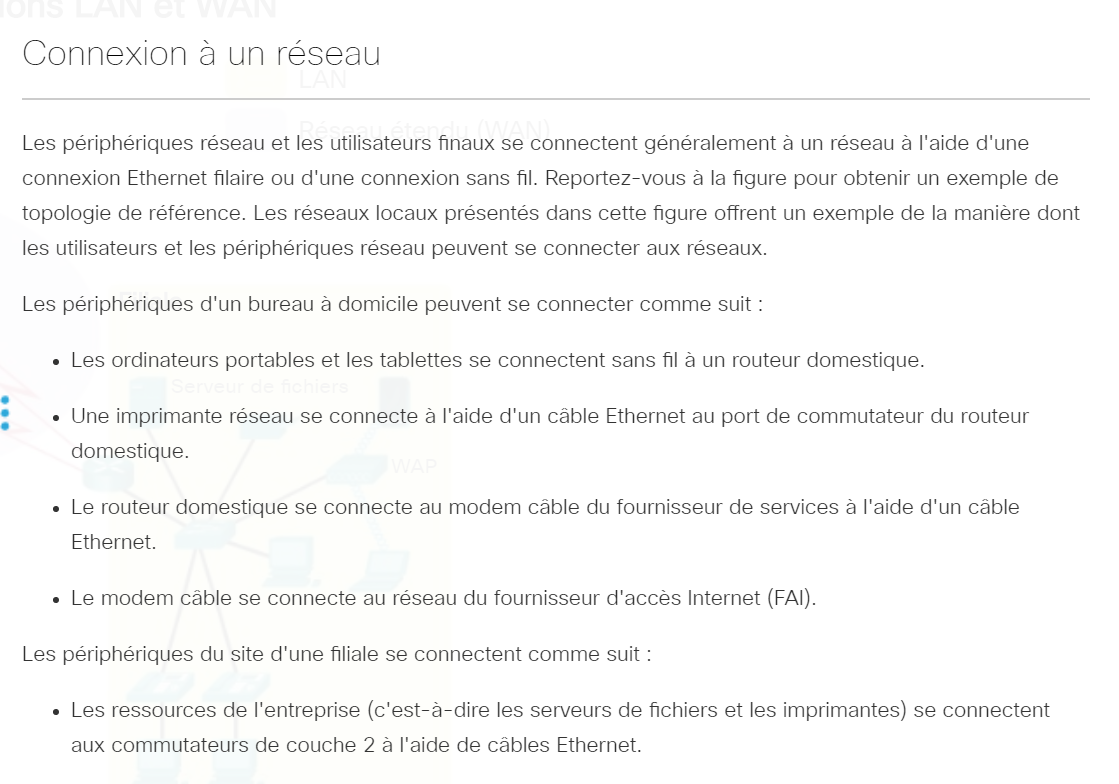 ions LAN et WAN
Connexion à un réseau
LAN
Réseau étendu (WAN)
Les périphériques réseau et les utilisateurs finaux se connectent généralement à un réseau à l'aide d'une
connexion Ethernet filaire ou d'une connexion sans fil. Reportez-vous à la figure pour obtenir un exemple de
topologie de référence. Les réseaux locaux présentés dans cette figure offrent un exemple de la manière dont
les utilisateurs et les périphériques réseau peuvent se connecter aux réseaux.
Les périphériques d'un bureau à domicile peuvent se connecter comme suit :
• Les ordinateurs portables et les tablettes se connectent sans fil à un routeur domestique.
Serveur de fichiers
• Une imprimante réseau se connecte à l'aide d'un câble Ethernet au port de commutateur du routeur
domestique.
WAP
• Le routeur domestique se connecte au modem câble du fournisseur de services à l'aide d'un câble
Ethernet.
• Le modem câble se connecte au réseau du fournisseur d'accès Internet (FAI).
Les périphériques du site d'une filiale se connectent comme suit :
• Les ressources de l'entreprise (c'est-à-dire les serveurs de fichiers et les imprimantes) se connectent
aux commutateurs de couche 2 à l'aide de câbles Ethernet.